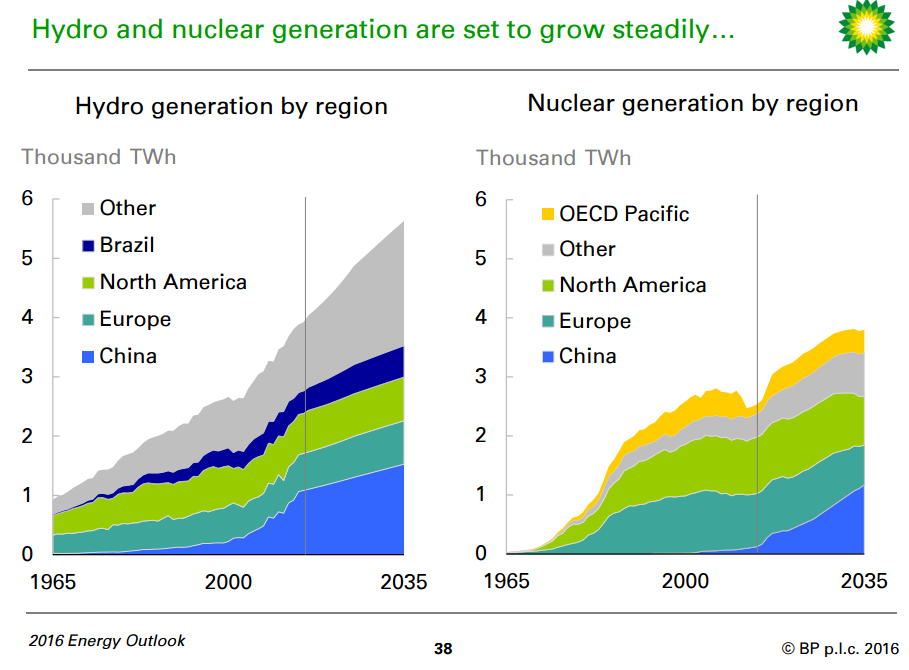 Hydro and nuclear generation are set to grow steadily…
Hydro generation by region
Thousand TWh
6
5
4
3
2
1
0
Other
Brazil
North America
Europe
China
1965
2000
2035
Nuclear generation by region
Thousand TWh
6
5
4
3
2
1
0
OECD Pacific
Other
North America
Europe
China
1965
2000
2035
2016 Energy Outlook
38
© BP p.l.c. 2016